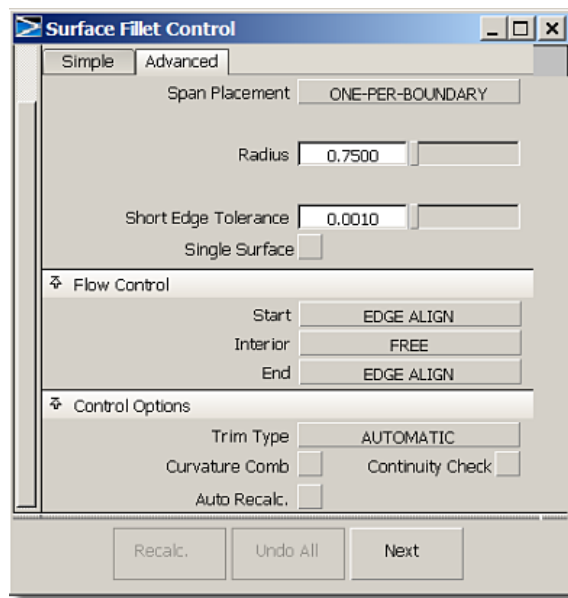 Surface Fillet Control
Simple Advanced
Span Placement ONE-PER-BOUNDARY
Radius 0.7500
Short Edge Tolerance 0.0010
Single Surface
Flow Control
Start EDGE ALIGN
Interior FREE
End EDGE ALIGN
Control Options
Trim Type AUTOMATIC
Curvature Comb Continuity Check
Auto Recalc.
Recalc. Undo All Next